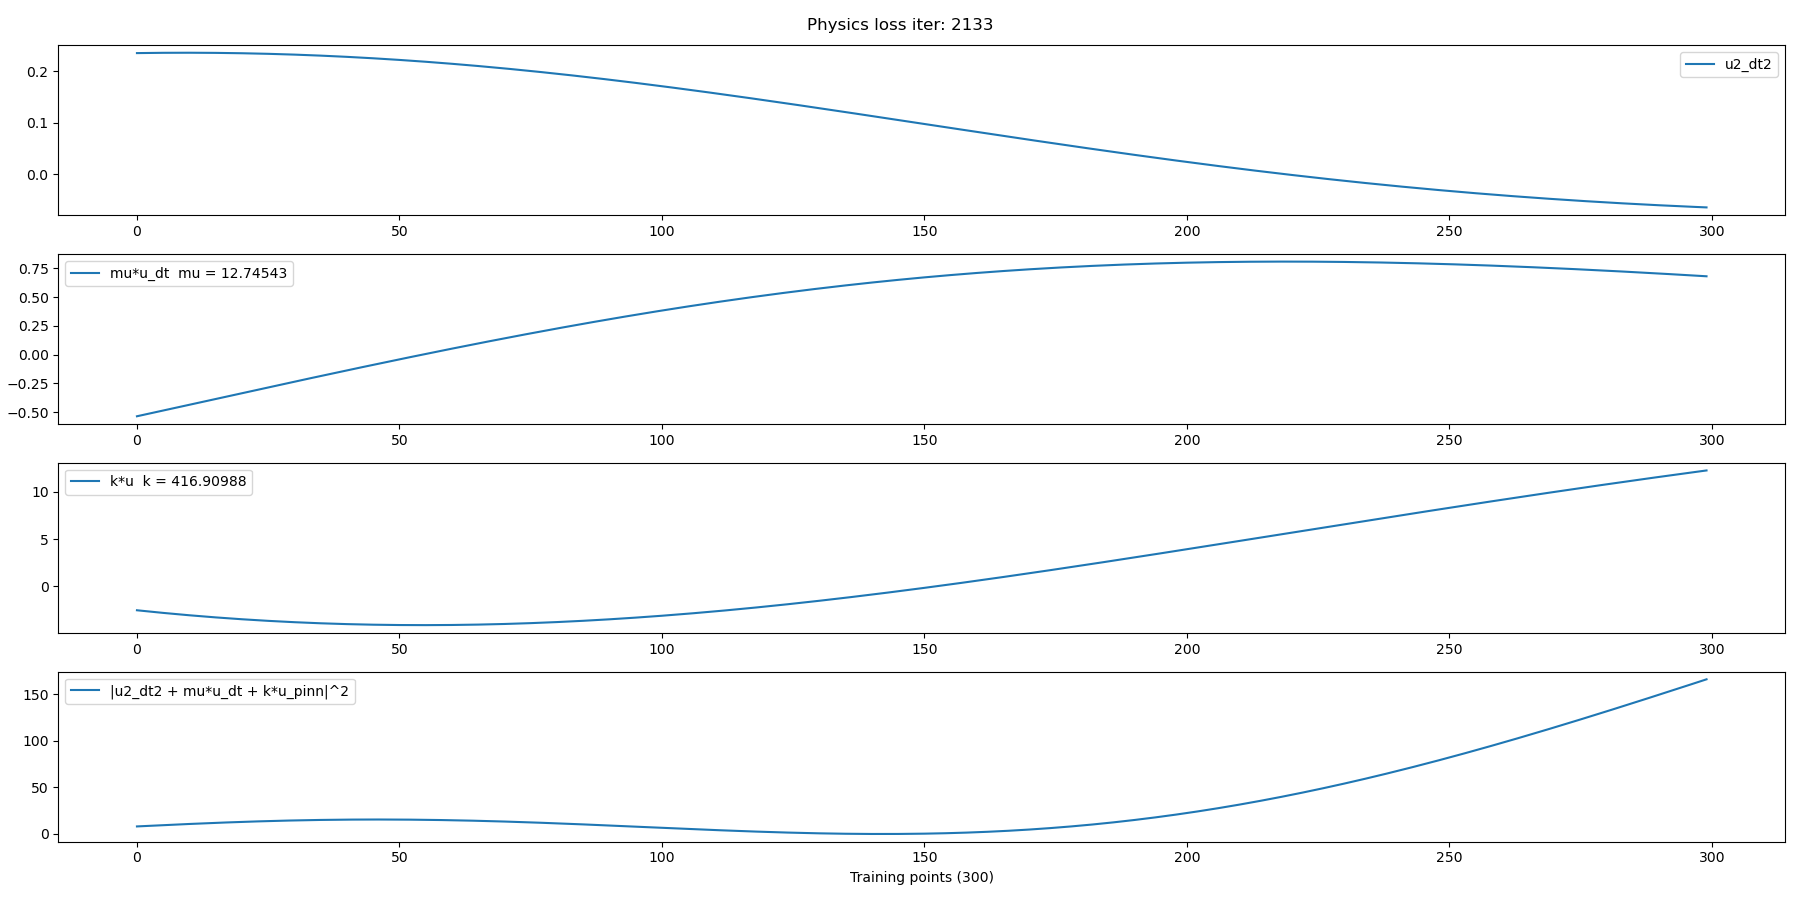 Physics loss iter: 2133
0.2
0.1
0.0
u2_dt2
0 50 100 150 200 250 300
0.75
0.50
0.25
0.00
−0.25
−0.50
mu*u_dt  mu = 12.74543
0 50 100 150 200 250 300
10
5
0
k*u  k = 416.90988
0 50 100 150 200 250 300
150
100
50
0
|u2_dt2 + mu*u_dt + k*u_pinn|^2
0 50 100 150 200 250 300
Training points (300)